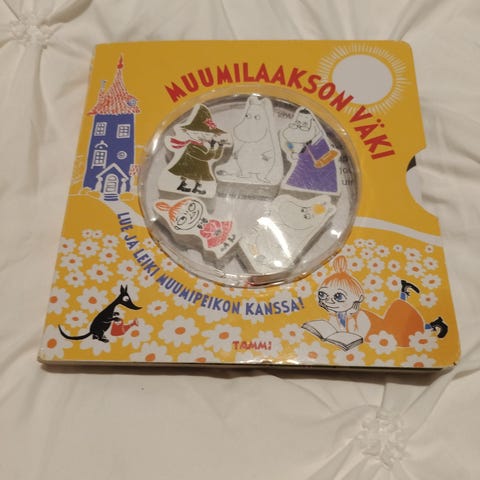 MUUMILAAKSON VÄKI
LUE JA LEIKI MUUMIPEIKON KANSSA!
TAMMI